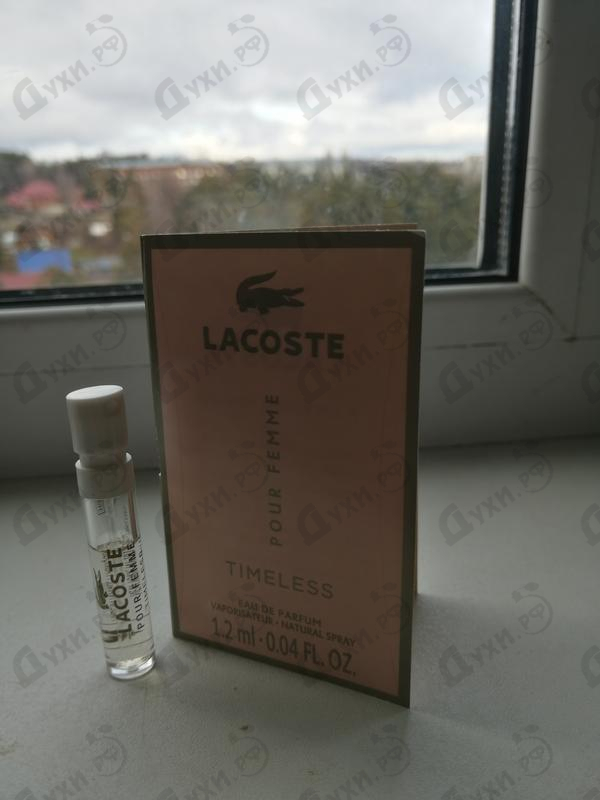 LACOSTE
POUR FEMME
TIMELESS
EAU DE PARFUM
VAPORISATEUR • NATURAL SPRAY
1.2 ml • 0.04 FL. OZ.
LACOSTE
POUR FEMME
TIMELESS
Духи.РФ